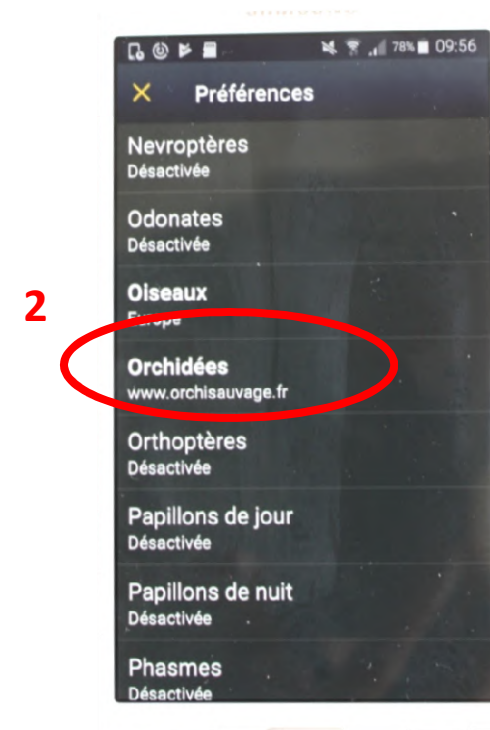 78% 09:56
Préférences
Nevroptères
Désactivée
Odonates
Désactivée
Oiseaux
Europe
2
Orchidées
www.orchisauvage.fr
Orthoptères
Désactivée
Papillons de jour
Désactivée
Papillons de nuit
Désactivée
Phasmes
Désactivée